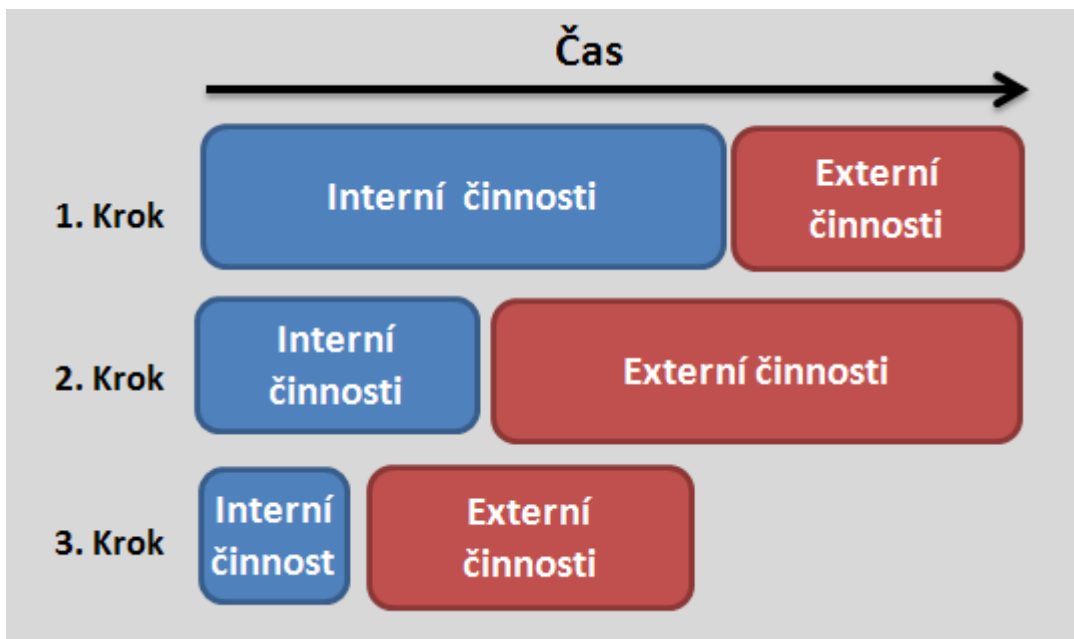 Čas
1. Krok
Interní  činnosti
Externí
činnosti
2. Krok
Interní
činnosti
Externí činnosti
3. Krok
Interní
činnost
Externí
činnosti